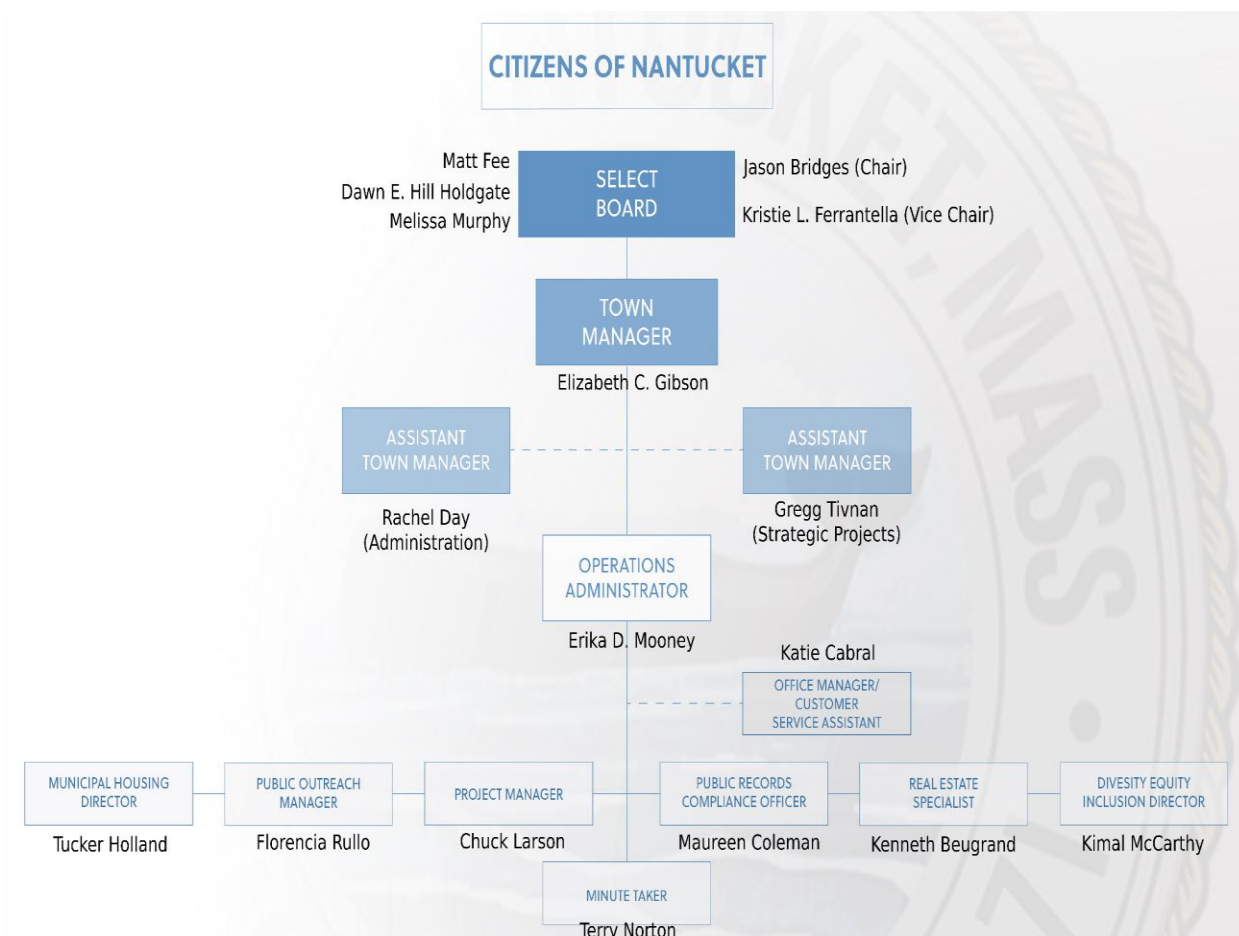 CITIZENS OF NANTUCKET
Matt Fee
Dawn E. Hill Holdgate
Melissa Murphy
SELECT
BOARD
Jason Bridges (Chair)
Kristie L. Ferrantella (Vice Chair)
TOWN
MANAGER
Elizabeth C. Gibson
ASSISTANT
TOWN MANAGER
Rachel Day
(Administration)
ASSISTANT
TOWN MANAGER
Gregg Tivnan
(Strategic Projects)
OPERATIONS
ADMINISTRATOR
Erika D. Mooney
Katie Cabral
OFFICE MANAGER/
CUSTOMER
SERVICE ASSISTANT
MUNICIPAL HOUSING
DIRECTOR
Tucker Holland
PUBLIC OUTREACH
MANAGER
Florencia Rullo
PROJECT MANAGER
Chuck Larson
PUBLIC RECORDS
COMPLIANCE OFFICER
Maureen Coleman
REAL ESTATE
SPECIALIST
Kenneth Beugrand
DIVESITY EQUITY
INCLUSION DIRECTOR
Kimal McCarthy
MINUTE TAKER
Terry Norton
MASS